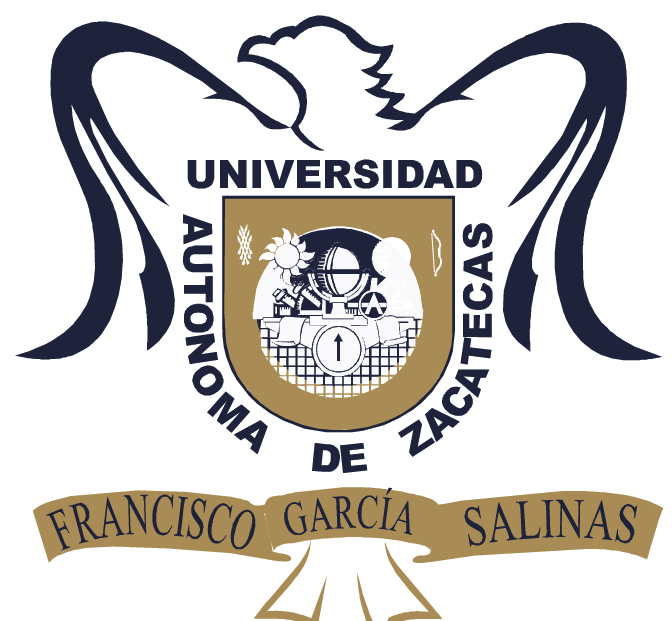 UNIVERSIDAD
AUTONOMA
DE
ZACATECAS
FRANCISCO GARCÍA SALINAS